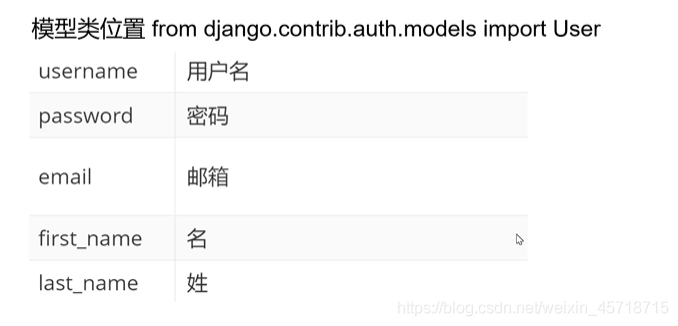 模型类位置 from django.contrib.auth.models import User
username 用户名
password 密码
email 邮箱
first_name 名
last_name 姓
https://blog.csdn.net/weixin_45718715